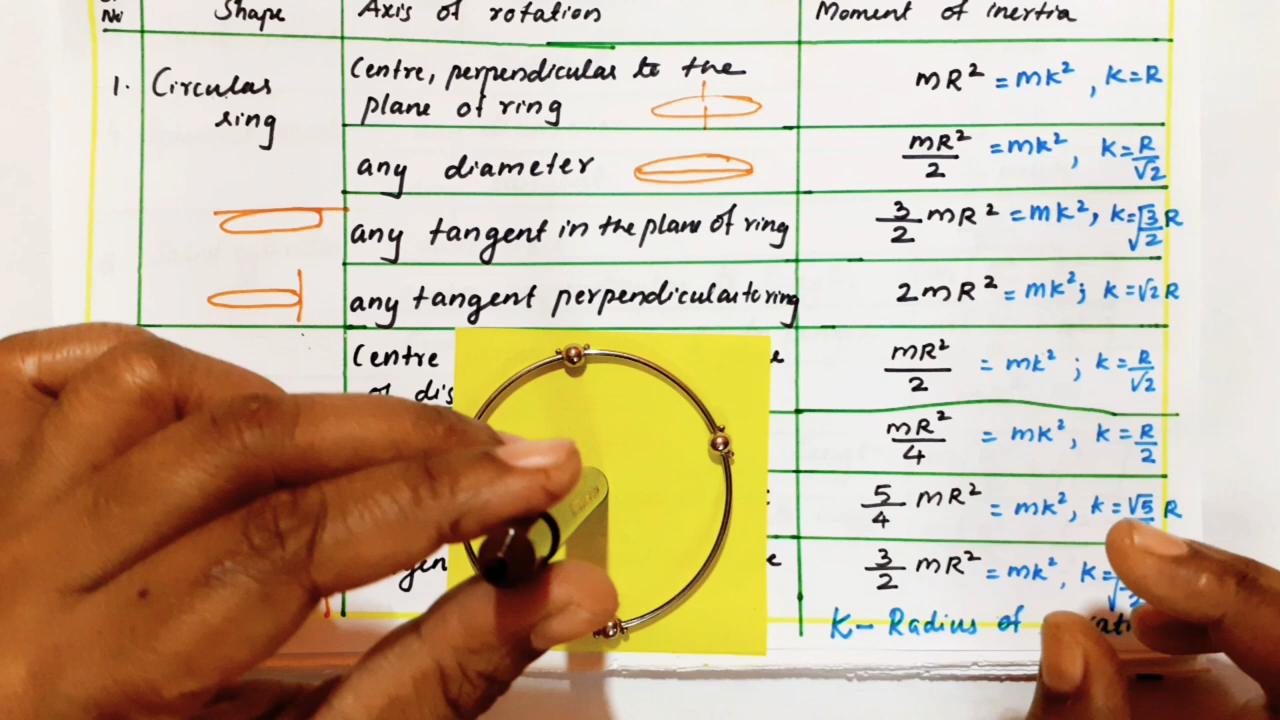 No Shape Axis of rotation Moment of inertia
1. Circular ring
Centre, perpendicular to the
plane of ring
mR² = mk², K=R
any diameter
mR²/2 = mk², K=R/√2
any tangent in the plane of ring
3/2 mR² = mk², K=√3/2 R
any tangent perpendicular to ring
2mR² = mk²; K=√2 R
Centre
of dis
mR²/2 = mk²; K=R/√2
mR²/4 = mk², K=R/2
5/4 mR² = mk², K=√5 R
3/2 mR² = mk², K=
K- Radius of